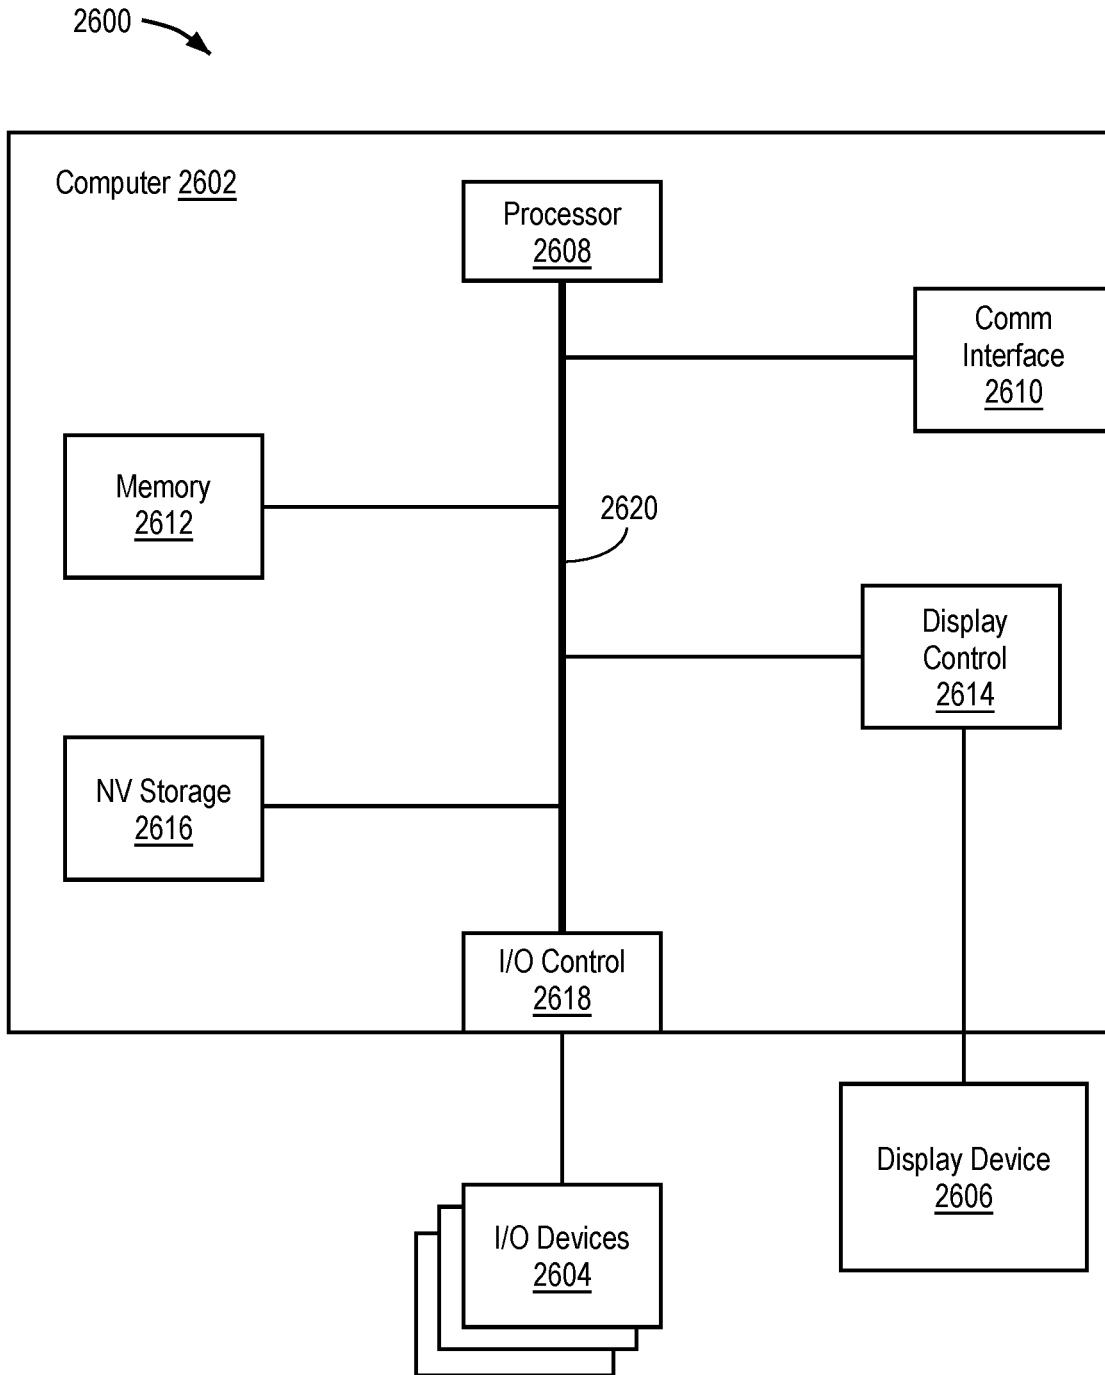 2600
Computer 2602
Processor
2608
Comm
Interface
2610
Memory
2612
2620
Display
Control
2614
NV Storage
2616
I/O Control
2618
Display Device
2606
I/O Devices
2604